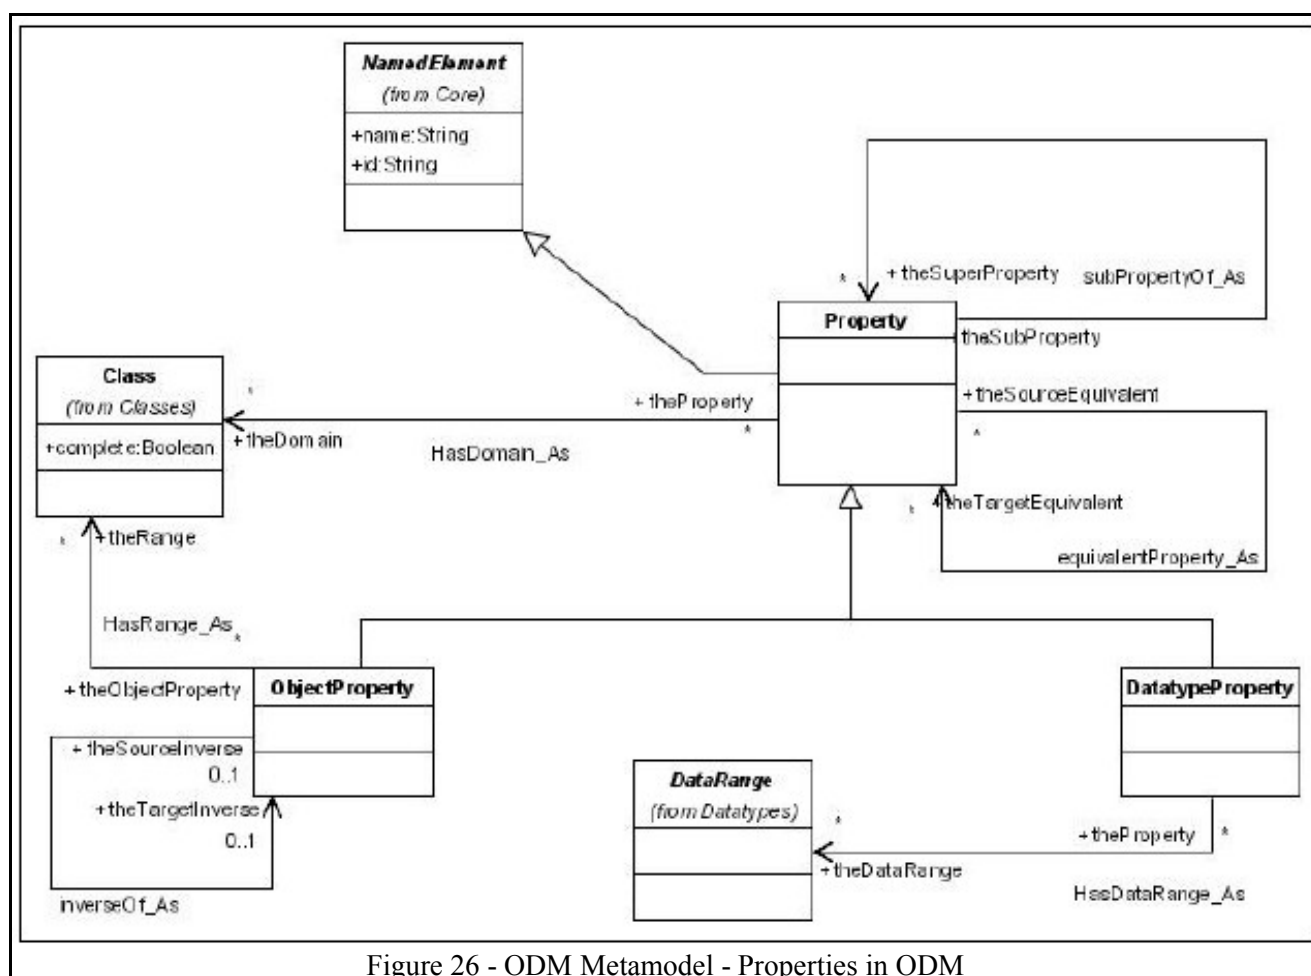 NamedElement
(from Core)
+name:String
+id:String
*
+ theSuperProperty
subPropertyOf_As
Property
+theSubProperty
Class
(from Classes)
+complete:Boolean
*
+theDomain
HasDomain_As
+ theProperty
*
+ theSourceEquivalent
*
*
+theTargetEquivalent
equivalentProperty_As
*
+theRange
HasRange_As
*
+ theObjectProperty
ObjectProperty
DatatypeProperty
+ theSourceInverse
0..1
+theTargetInverse
0..1
inverseOf_As
DataRange
(from Datatypes)
*
+theDataRange
+theProperty
*
HasDataRange_As
Figure 26 - ODM Metamodel - Properties in ODM